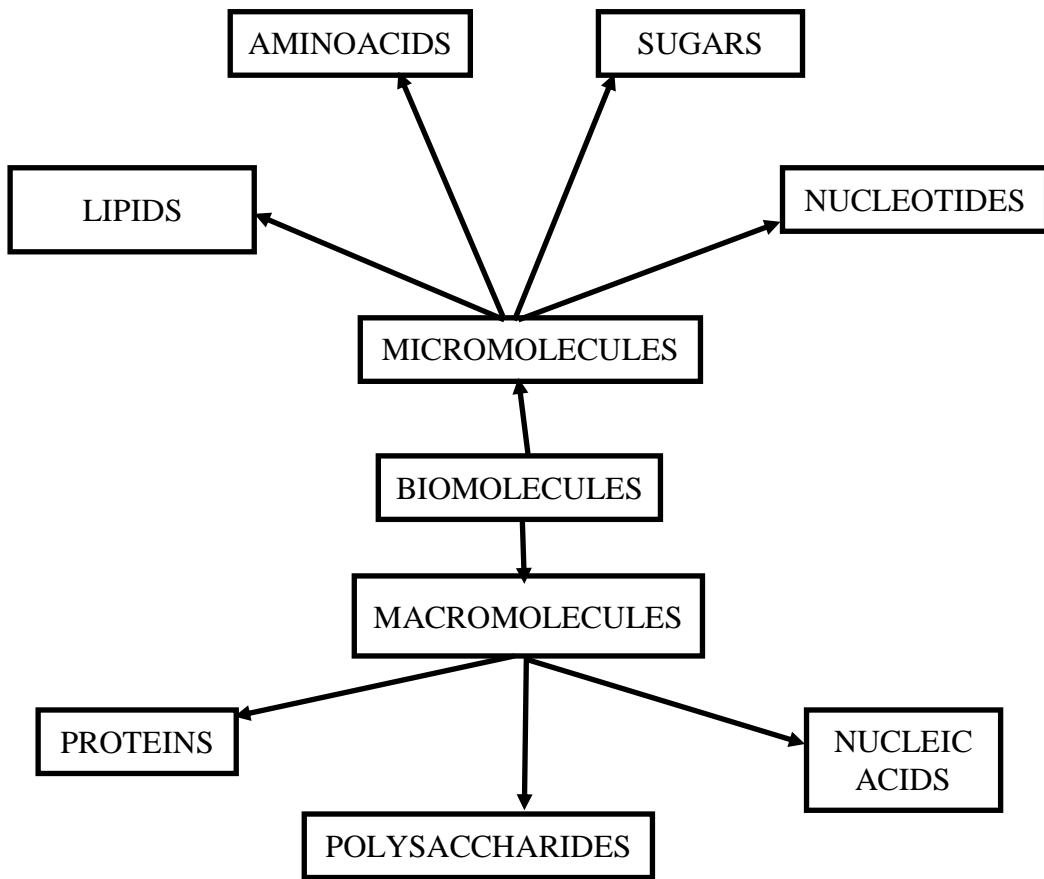 AMINOACIDS
SUGARS
LIPIDS
NUCLEOTIDES
MICROMOLECULES
BIOMOLECULES
MACROMOLECULES
PROTEINS
NUCLEIC
ACIDS
POLYSACCHARIDES